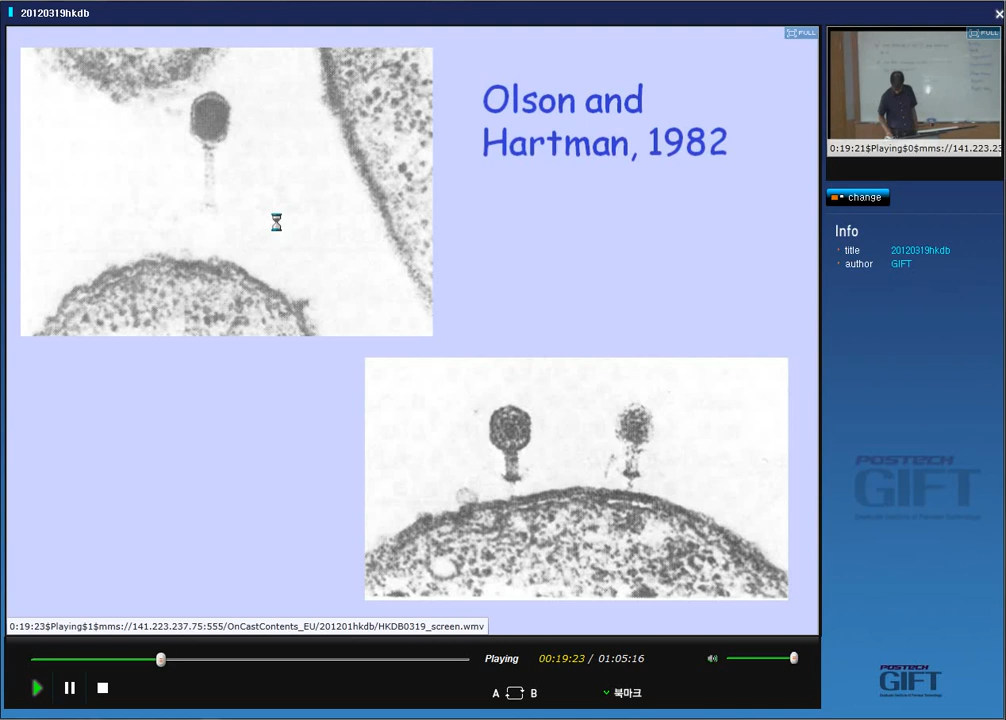 20120319hkdb
FULL
Olson and
Hartman, 1982
FULL
0:19:21$Playing$0$mms://141.223.23
change
Info
title 20120319hkdb
author GIFT
POSTECH
GIFT
0:19:23$Playing$1$mms://141.223.237.75:555/OnCastContents_EU/201201hkdb/HKDB0319_screen.wmv
Playing 00:19:23 / 01:05:16
A B 북마크
POSTECH
GIFT